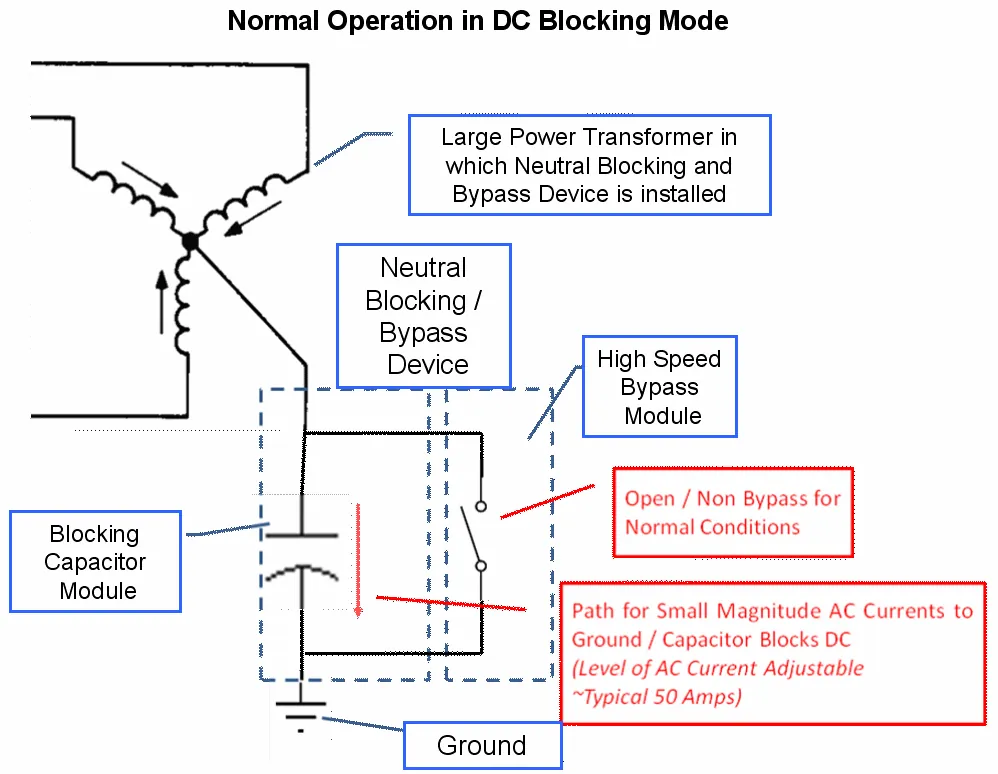 Normal Operation in DC Blocking Mode
Large Power Transformer in
which Neutral Blocking and
Bypass Device is installed
Neutral
Blocking /
Bypass
Device
High Speed
Bypass
Module
Open / Non Bypass for
Normal Conditions
Blocking
Capacitor
Module
Path for Small Magnitude AC Currents to
Ground / Capacitor Blocks DC
(Level of AC Current Adjustable
~Typical 50 Amps)
Ground